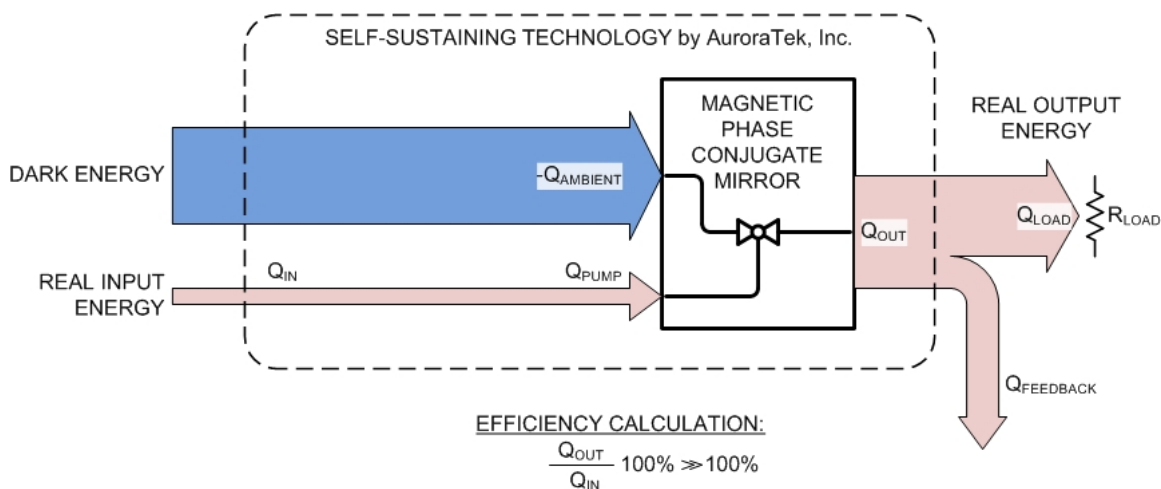 SELF-SUSTAINING TECHNOLOGY by AuroraTek, Inc.
DARK ENERGY
-QAMBIENT
MAGNETIC
PHASE
CONJUGATE
MIRROR
REAL OUTPUT
ENERGY
QOUT
QLOAD
RLOAD
REAL INPUT
ENERGY
QIN
QPUMP
QFEEDBACK
EFFICIENCY CALCULATION:
QOUT
QIN
100% ≫ 100%